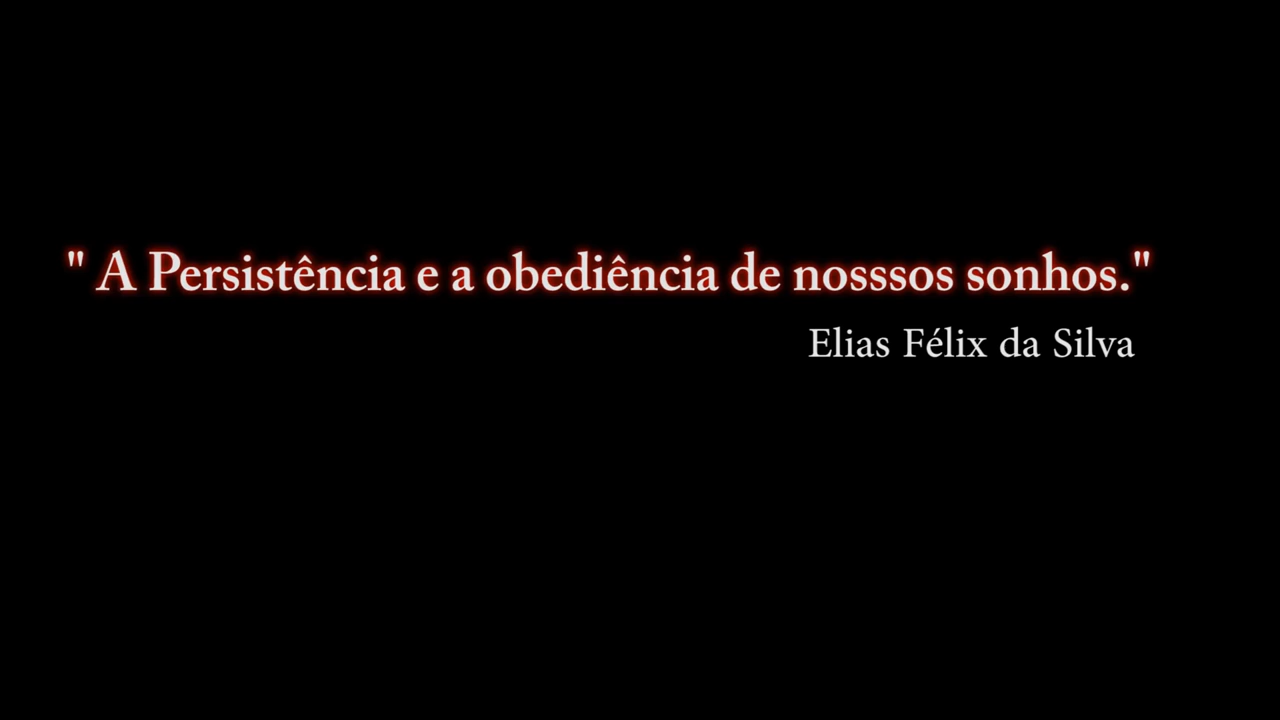 " A Persistência e a obediência de nosssos sonhos."
Elias Félix da Silva